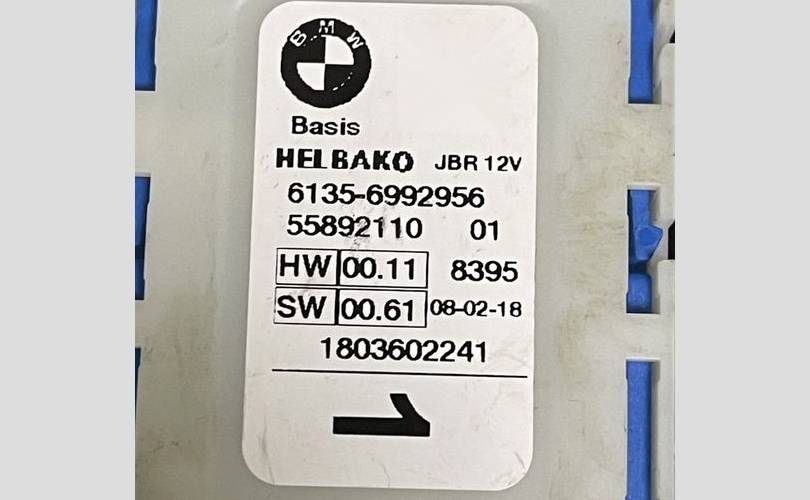 BMW
Basis
HELBAKO JBR 12V
6135-6992956
55892110 01
HW 00.11 8395
SW 00.61 08-02-18
1803602241
1